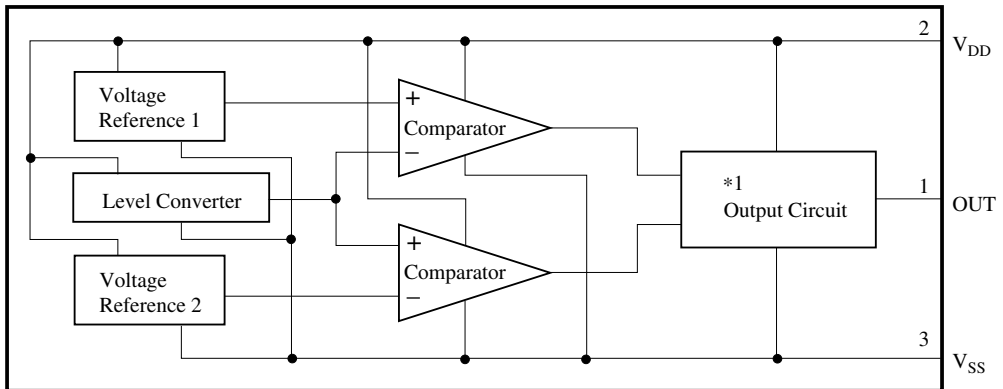 2
V_DD
Voltage
Reference 1
+
Comparator
−
*1
Output Circuit
1
OUT
Level Converter
+
Comparator
−
Voltage
Reference 2
3
V_SS